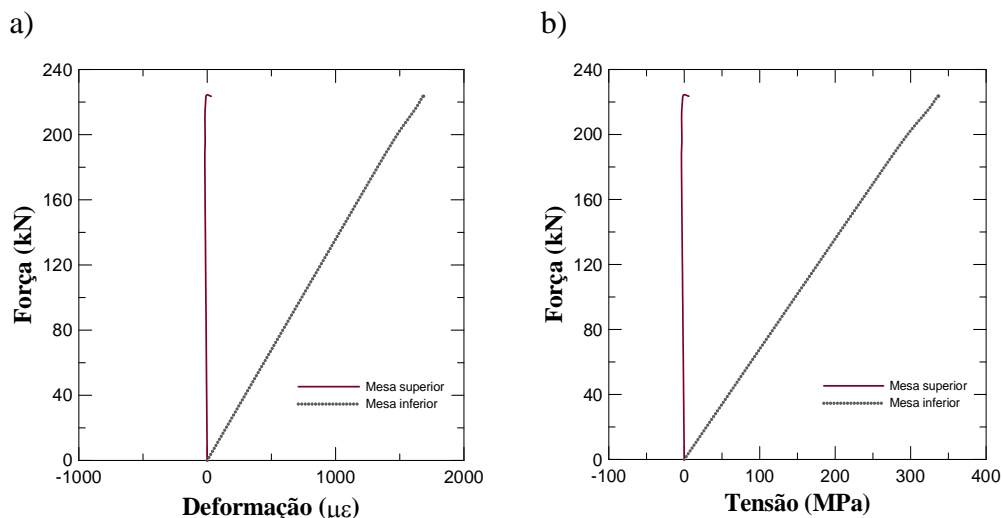 a)
240
200
160
120
80
40
0
Força (kN)
Mesa superior
Mesa inferior
-1000 0 1000 2000
Deformação (με)
b)
240
200
160
120
80
40
0
Força (kN)
Mesa superior
Mesa inferior
-100 0 100 200 300 400
Tensão (MPa)